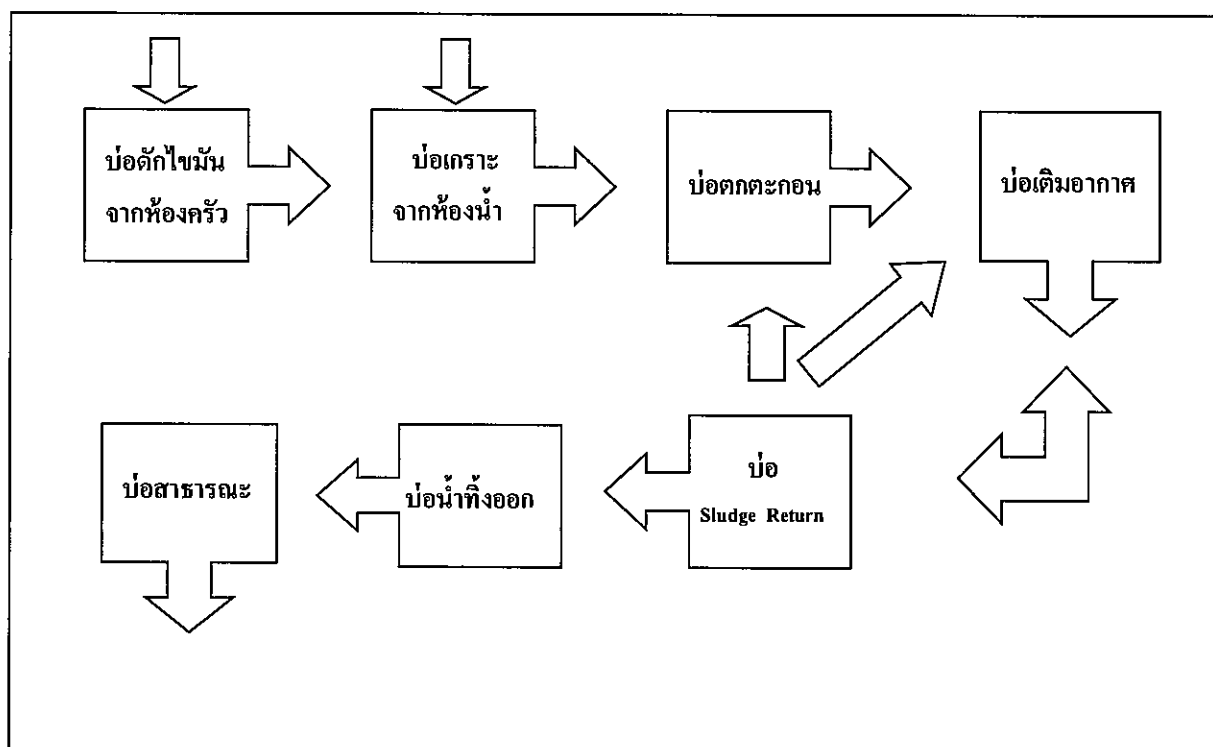 บ่อดักไขมัน
จากห้องครัว
บ่อเกราะ
จากห้องน้ำ
บ่อตกตะกอน
บ่อเติมอากาศ
บ่อสาธารณะ
บ่อน้ำทิ้งออก
บ่อ
Sludge Return